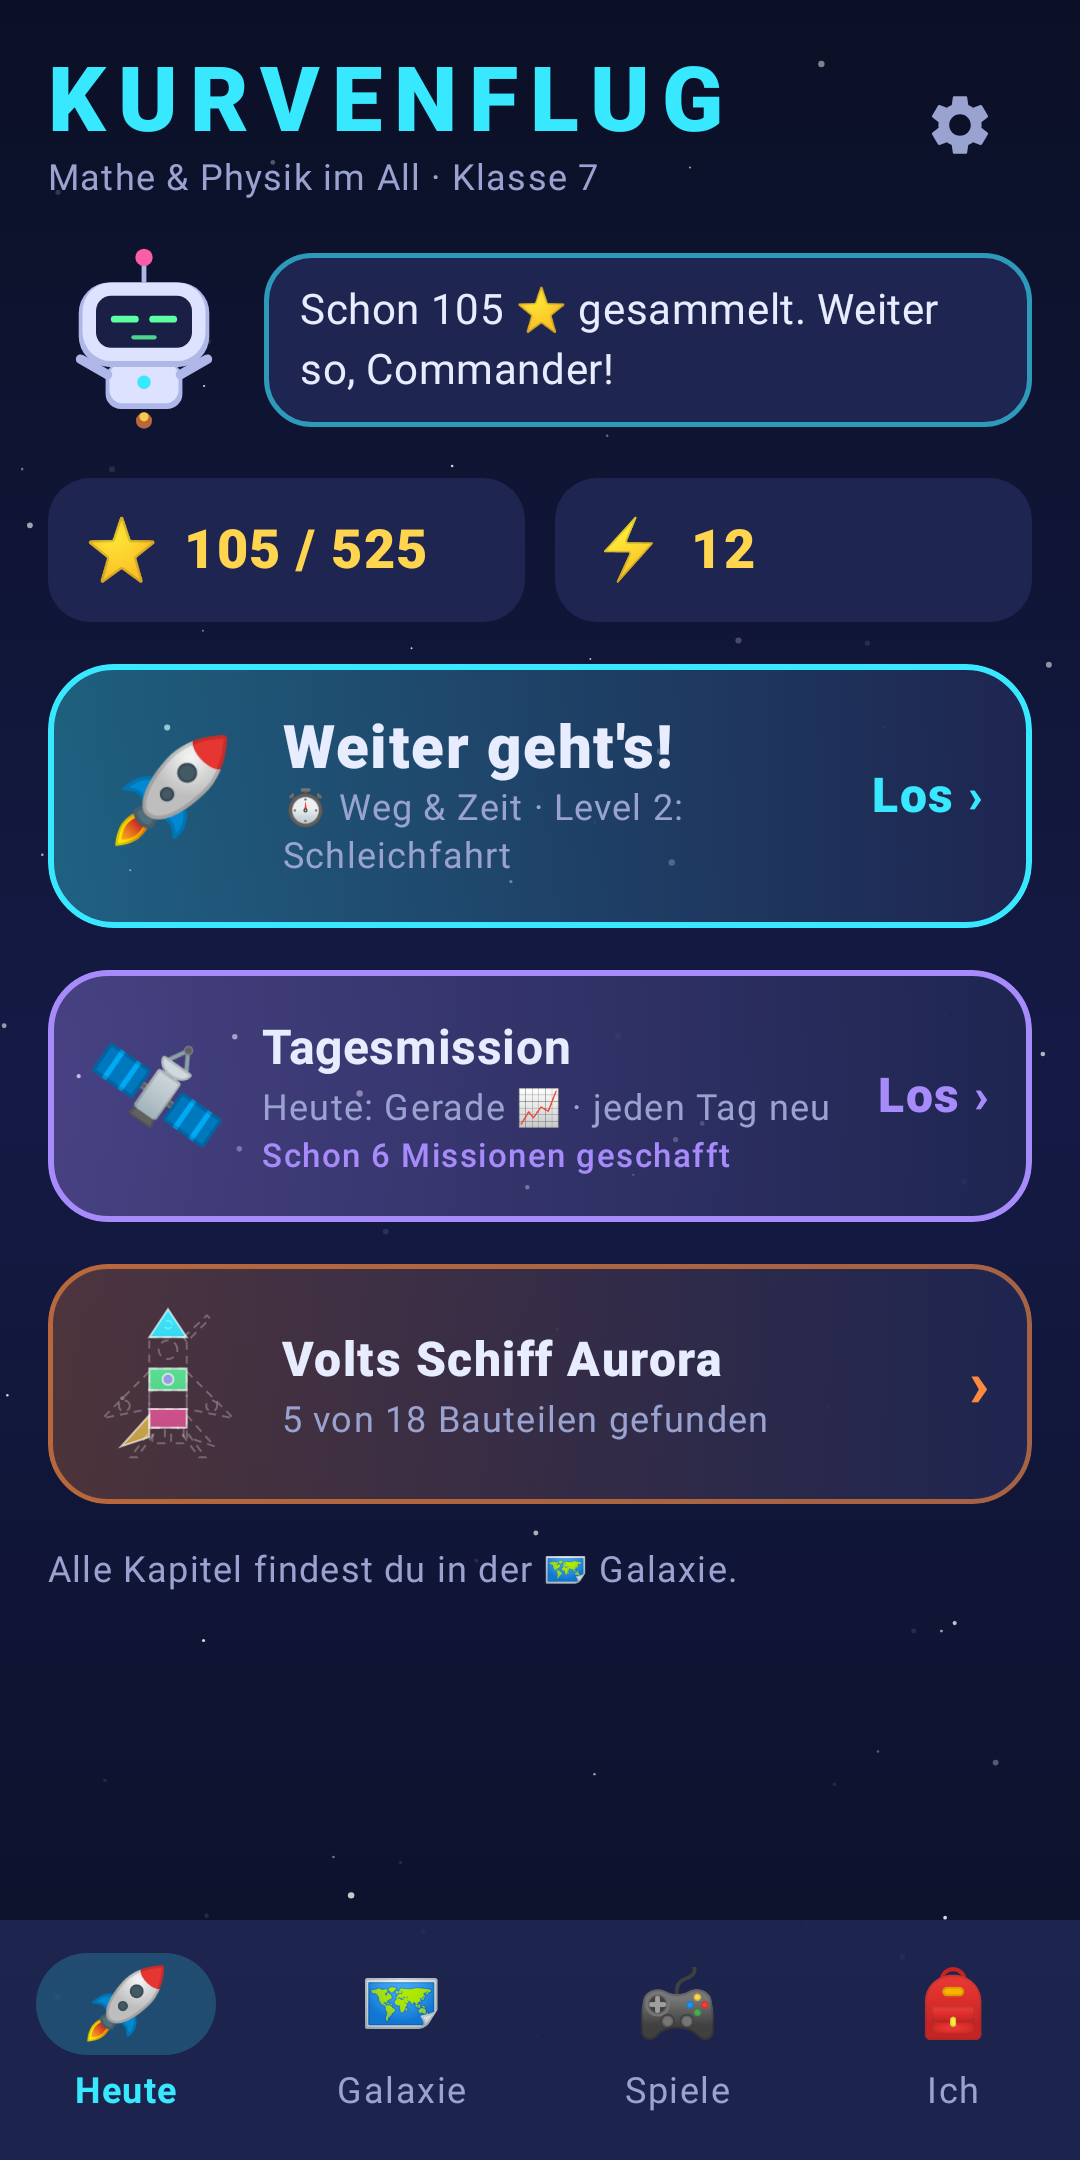 KURVENFLUG
Mathe & Physik im All · Klasse 7
Schon 105 ⭐ gesammelt. Weiter
so, Commander!
⭐ 105 / 525
⚡ 12
Weiter geht's!
⏱️ Weg & Zeit · Level 2:
Schleichfahrt
Los ›
Tagesmission
Heute: Gerade 📈 · jeden Tag neu
Schon 6 Missionen geschafft
Los ›
Volts Schiff Aurora
5 von 18 Bauteilen gefunden
›
Alle Kapitel findest du in der 🗺️ Galaxie.
Heute
Galaxie
Spiele
Ich